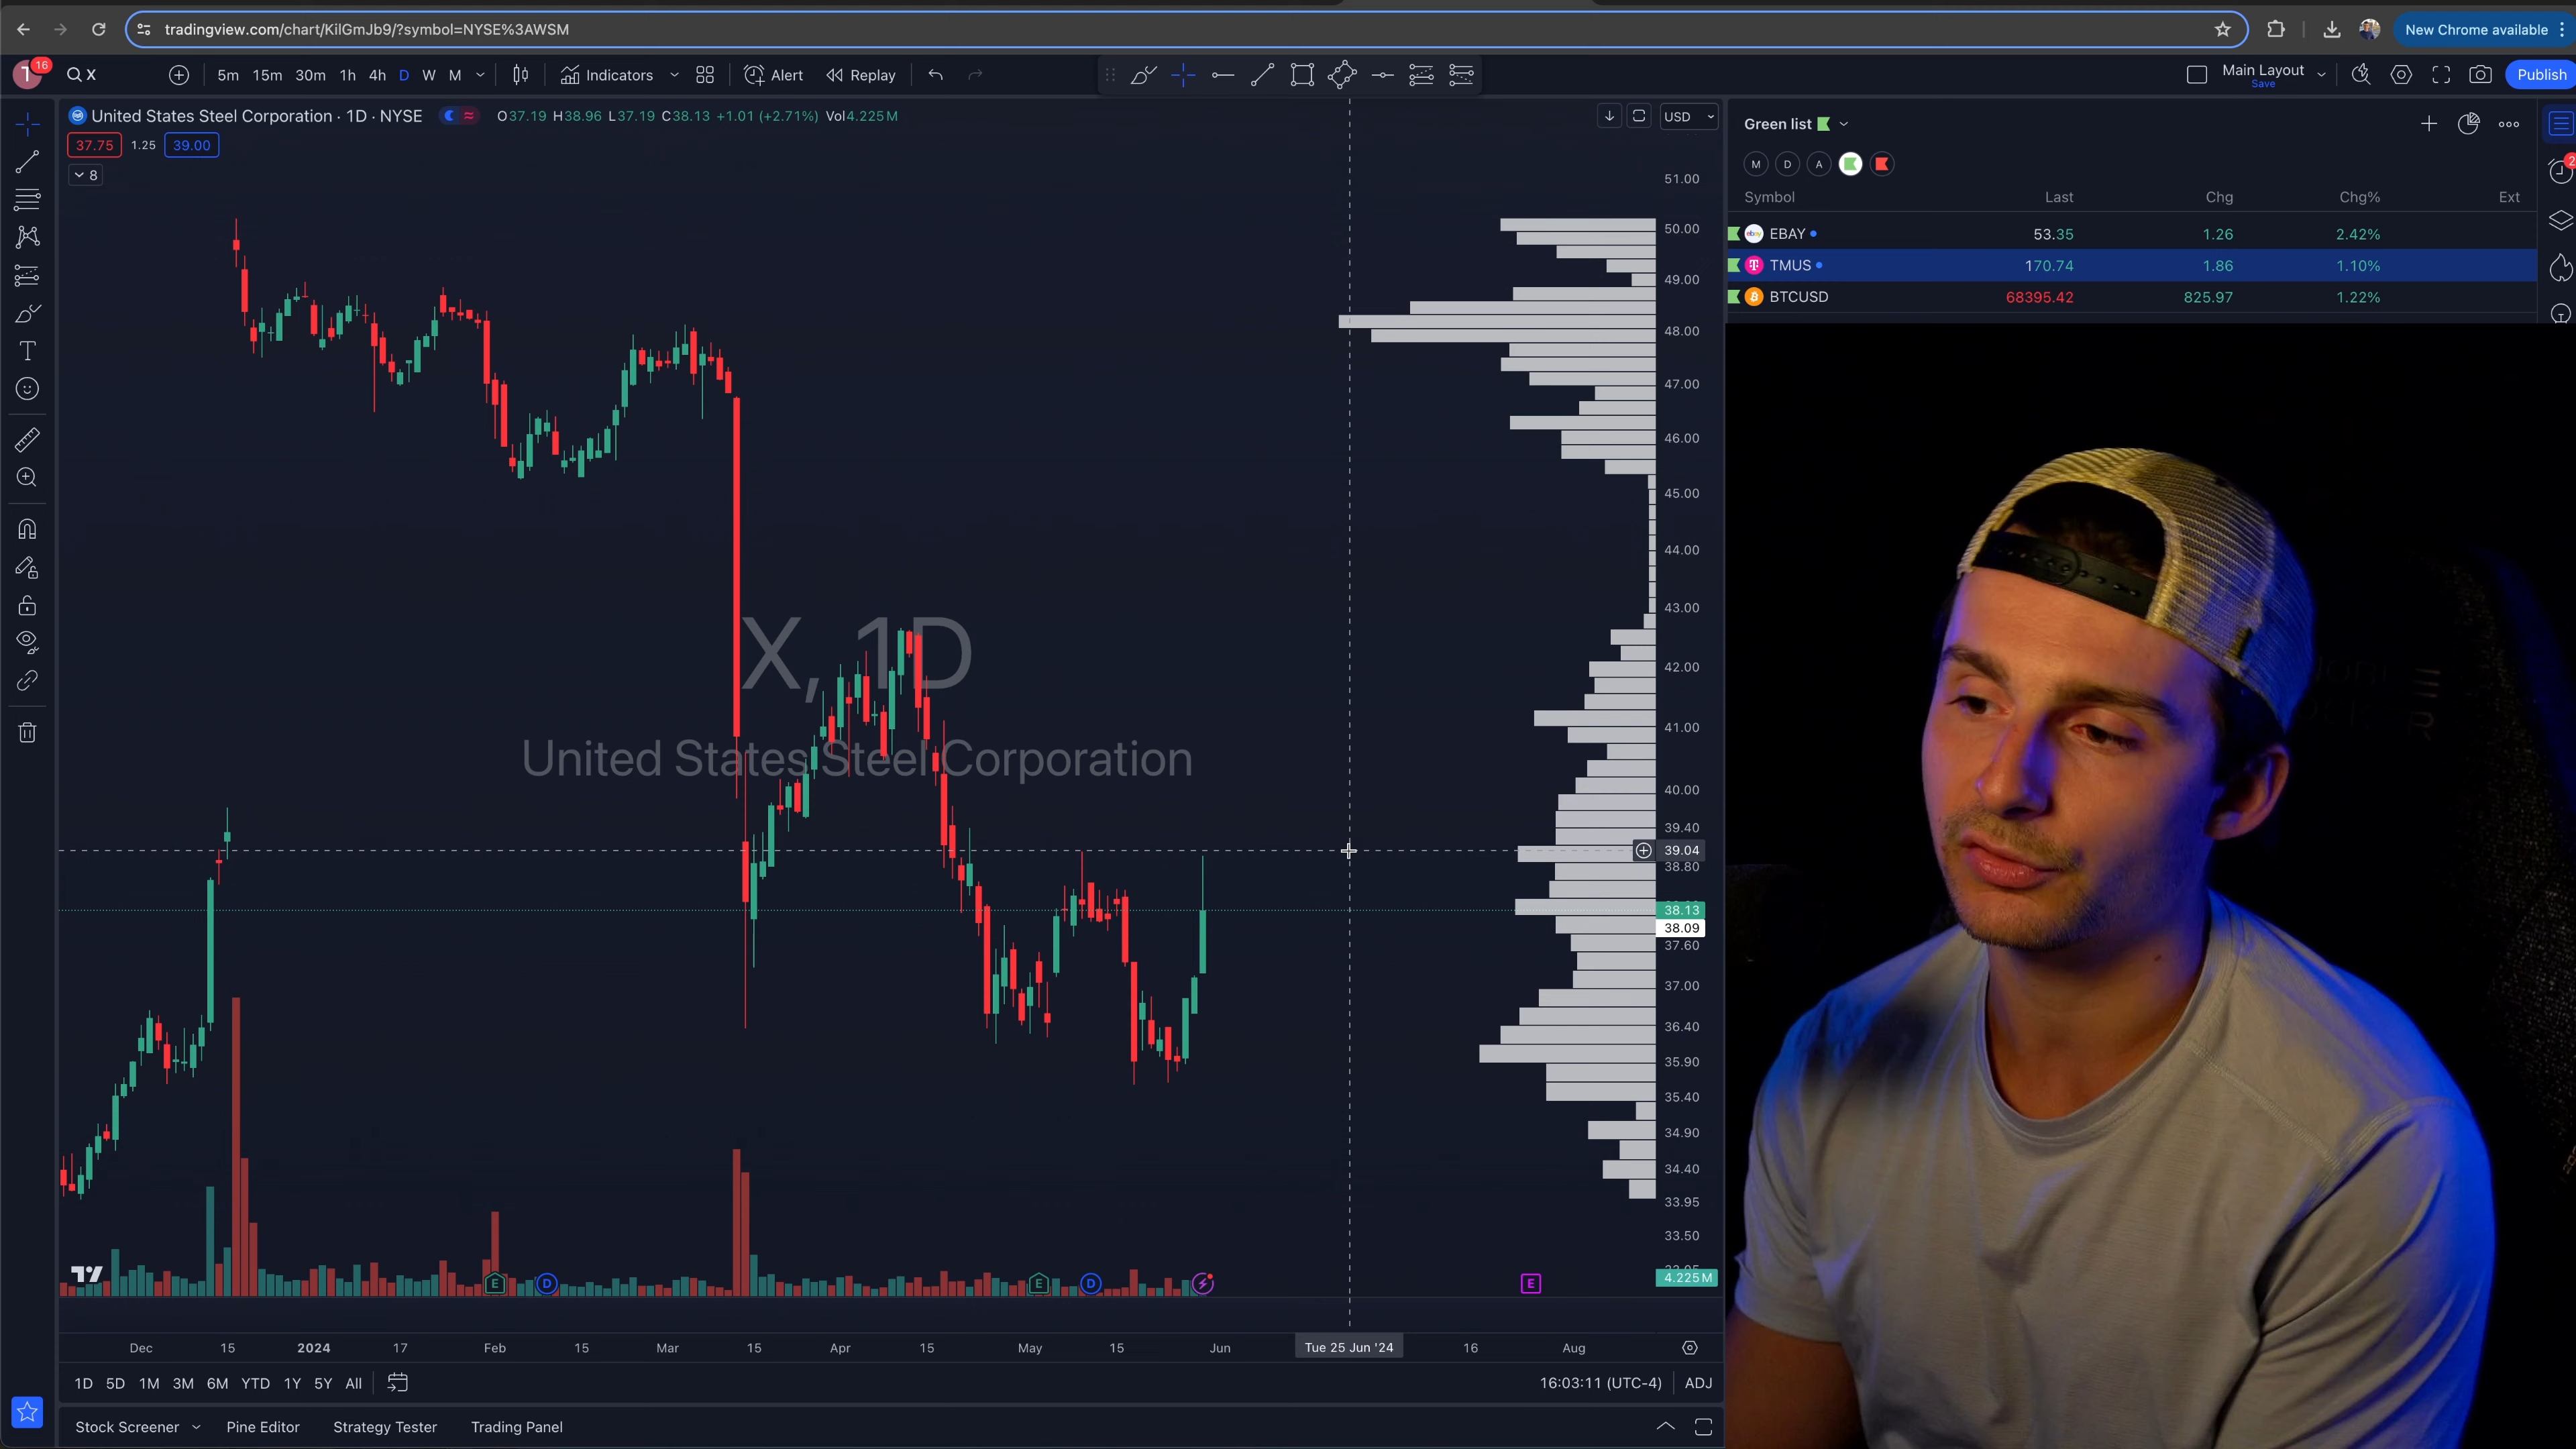 tradingview.com/chart/KilGmJb9/?symbol=NYSE%3AWSM
New Chrome available
16
X
5m 15m 30m 1h 4h D W M
Indicators
Alert
Replay
Main Layout
Save
Publish
United States Steel Corporation · 1D · NYSE
O37.19 H38.96 L37.19 C38.13 +1.01 (+2.71%) Vol4.225M
USD
37.75 1.25 39.00
8
Green list
M D A
Symbol Last Chg Chg% Ext
EBAY 53.35 1.26 2.42%
TMUS 170.74 1.86 1.10%
BTCUSD 68395.42 825.97 1.22%
2
51.00
50.00
49.00
48.00
47.00
46.00
45.00
44.00
43.00
42.00
41.00
40.00
39.40
39.04
38.80
38.13
38.09
37.60
37.00
36.40
35.90
35.40
34.90
34.40
33.95
33.50
4.225M
X, 1D
United States Steel Corporation
E D E D E
Dec 15 2024 17 Feb 15 Mar 15 Apr 15 May 15 Jun Tue 25 Jun '24 16 Aug
1D 5D 1M 3M 6M YTD 1Y 5Y All
16:03:11 (UTC-4) ADJ
Stock Screener Pine Editor Strategy Tester Trading Panel